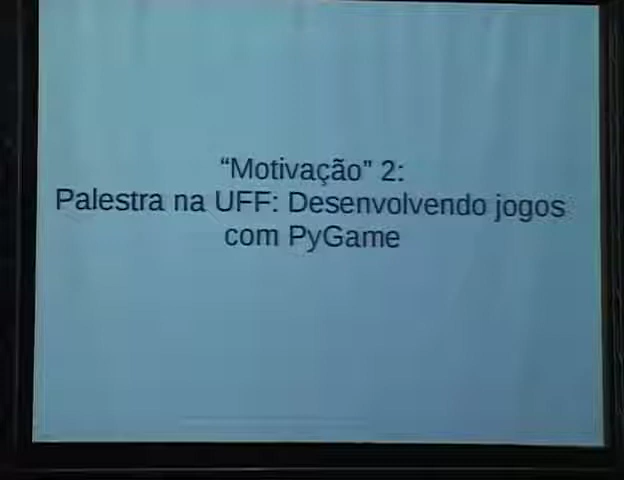 “Motivação” 2:
Palestra na UFF: Desenvolvendo jogos
com PyGame